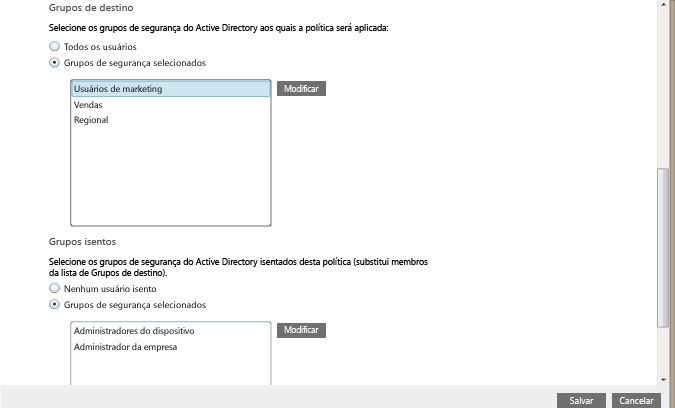 Grupos de destino
Selecione os grupos de segurança do Active Directory aos quais a política será aplicada:
Todos os usuários
Grupos de segurança selecionados
Usuários de marketing
Modificar
Vendas
Regional
Grupos isentos
Selecione os grupos de segurança do Active Directory isentados desta política (substitui membros
da lista de Grupos de destino).
Nenhum usuário isento
Grupos de segurança selecionados
Administradores do dispositivo
Modificar
Administrador da empresa
Salvar
Cancelar